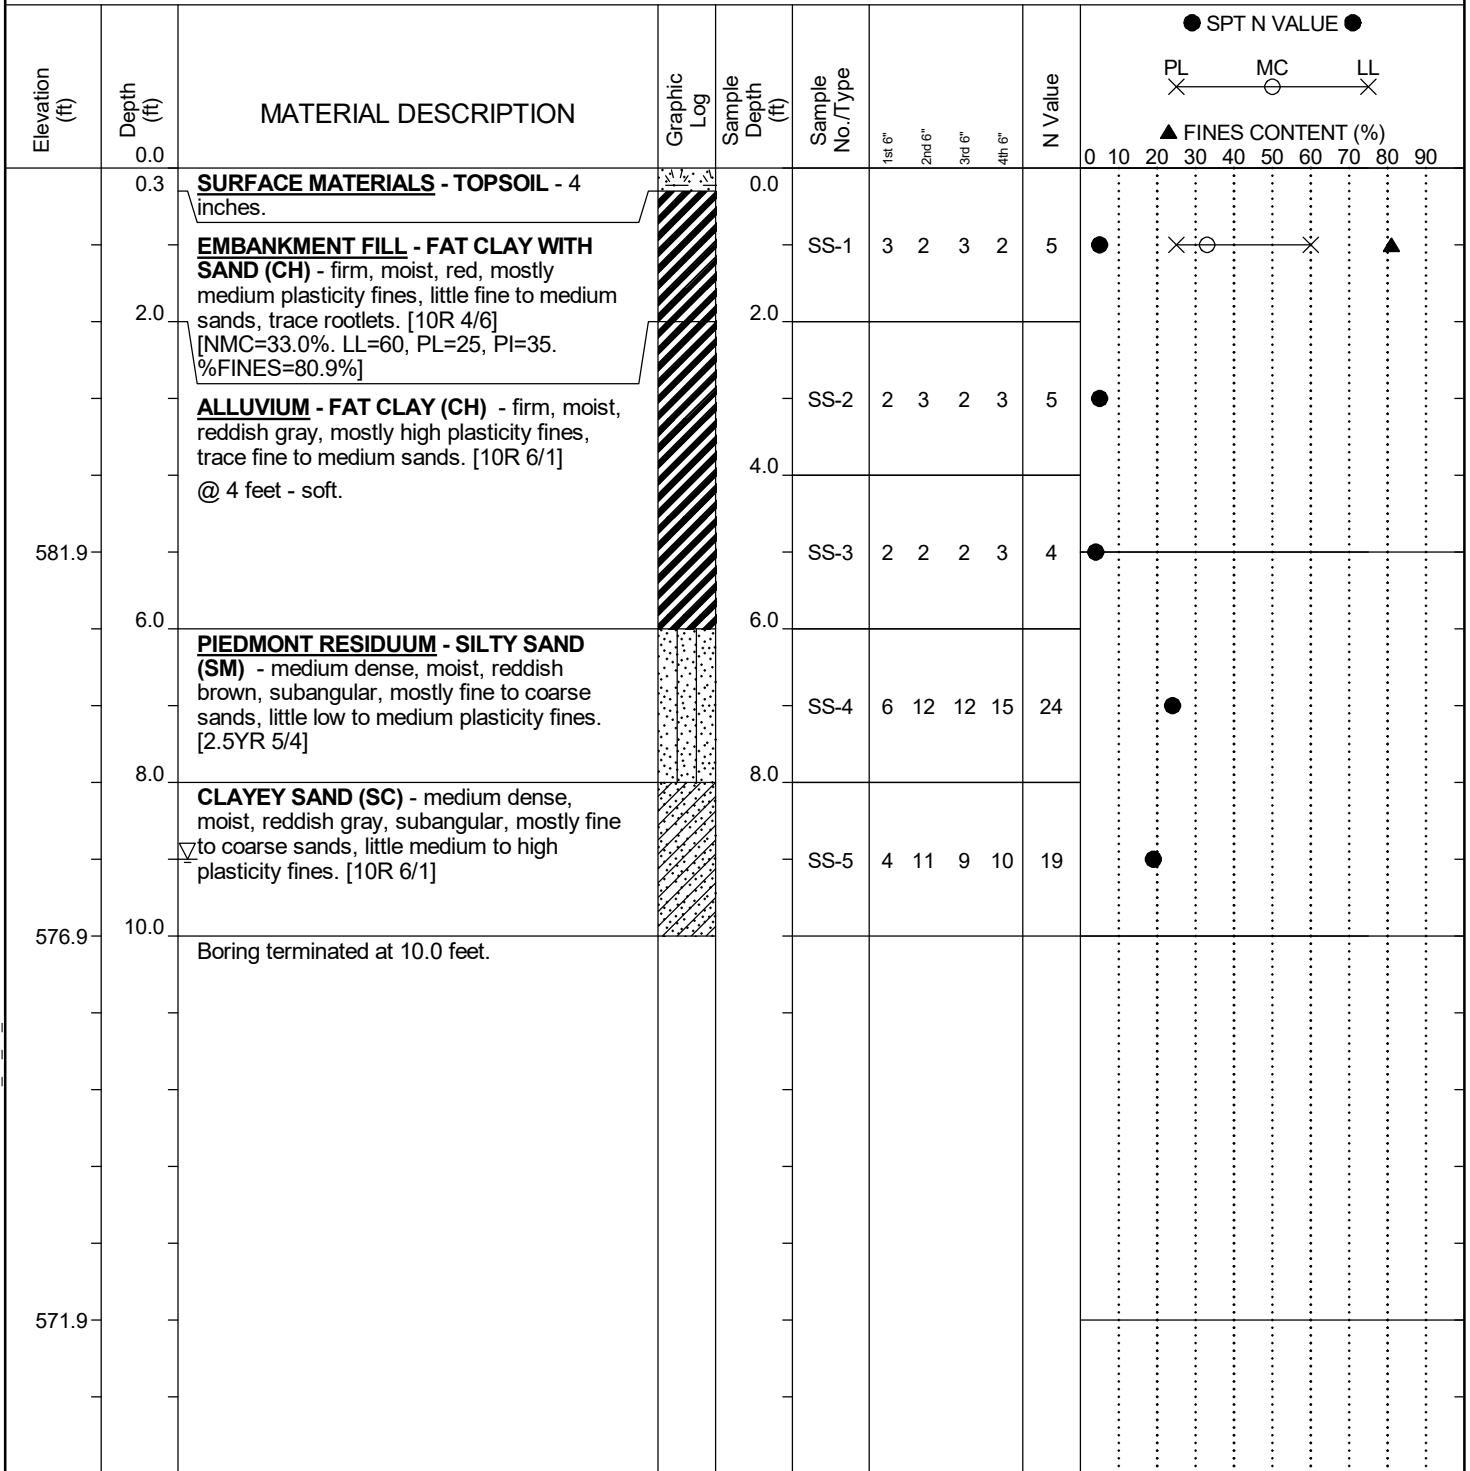 ● SPT N VALUE ●
PL MC LL
▲ FINES CONTENT (%)
0 10 20 30 40 50 60 70 80 90
Elevation (ft)
Depth (ft)
0.0
MATERIAL DESCRIPTION
Graphic Log
Sample Depth (ft)
Sample No./Type
1st 6"
2nd 6"
3rd 6"
4th 6"
N Value
0.3
SURFACE MATERIALS - TOPSOIL - 4
inches.
0.0
EMBANKMENT FILL - FAT CLAY WITH
SAND (CH) - firm, moist, red, mostly
medium plasticity fines, little fine to medium
sands, trace rootlets. [10R 4/6]
[NMC=33.0%. LL=60, PL=25, PI=35.
%FINES=80.9%]
SS-1 3 2 3 2 5
2.0
2.0
ALLUVIUM - FAT CLAY (CH) - firm, moist,
reddish gray, mostly high plasticity fines,
trace fine to medium sands. [10R 6/1]
SS-2 2 3 2 3 5
4.0
@ 4 feet - soft.
581.9
SS-3 2 2 2 3 4
6.0
6.0
PIEDMONT RESIDUUM - SILTY SAND
(SM) - medium dense, moist, reddish
brown, subangular, mostly fine to coarse
sands, little low to medium plasticity fines.
[2.5YR 5/4]
SS-4 6 12 12 15 24
8.0
8.0
CLAYEY SAND (SC) - medium dense,
moist, reddish gray, subangular, mostly fine
to coarse sands, little medium to high
plasticity fines. [10R 6/1]
SS-5 4 11 9 10 19
576.9
10.0
Boring terminated at 10.0 feet.
571.9